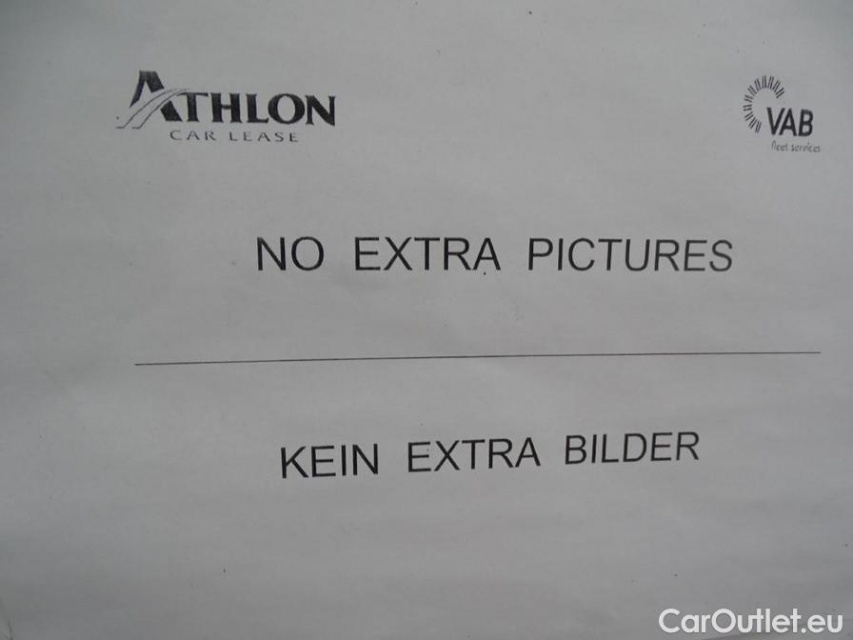 ATHLON
CAR LEASE
VAB
fleet services
NO EXTRA PICTURES
KEIN EXTRA BILDER
CarOutlet.eu